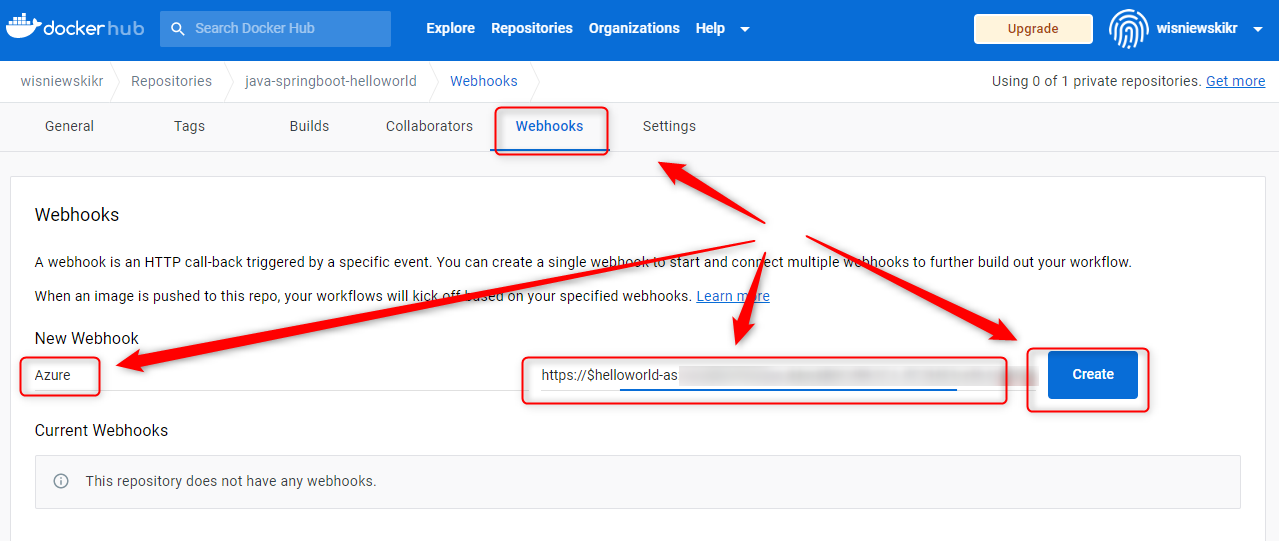 docker hub Search Docker Hub Explore Repositories Organizations Help Upgrade wisniewskikr
wisniewskikr Repositories java-springboot-helloworld Webhooks Using 0 of 1 private repositories. Get more
General Tags Builds Collaborators Webhooks Settings
Webhooks
A webhook is an HTTP call-back triggered by a specific event. You can create a single webhook to start and connect multiple webhooks to further build out your workflow.
When an image is pushed to this repo, your workflows will kick off based on your specified webhooks. Learn more
New Webhook
Azure https://$helloworld-as Create
Current Webhooks
This repository does not have any webhooks.